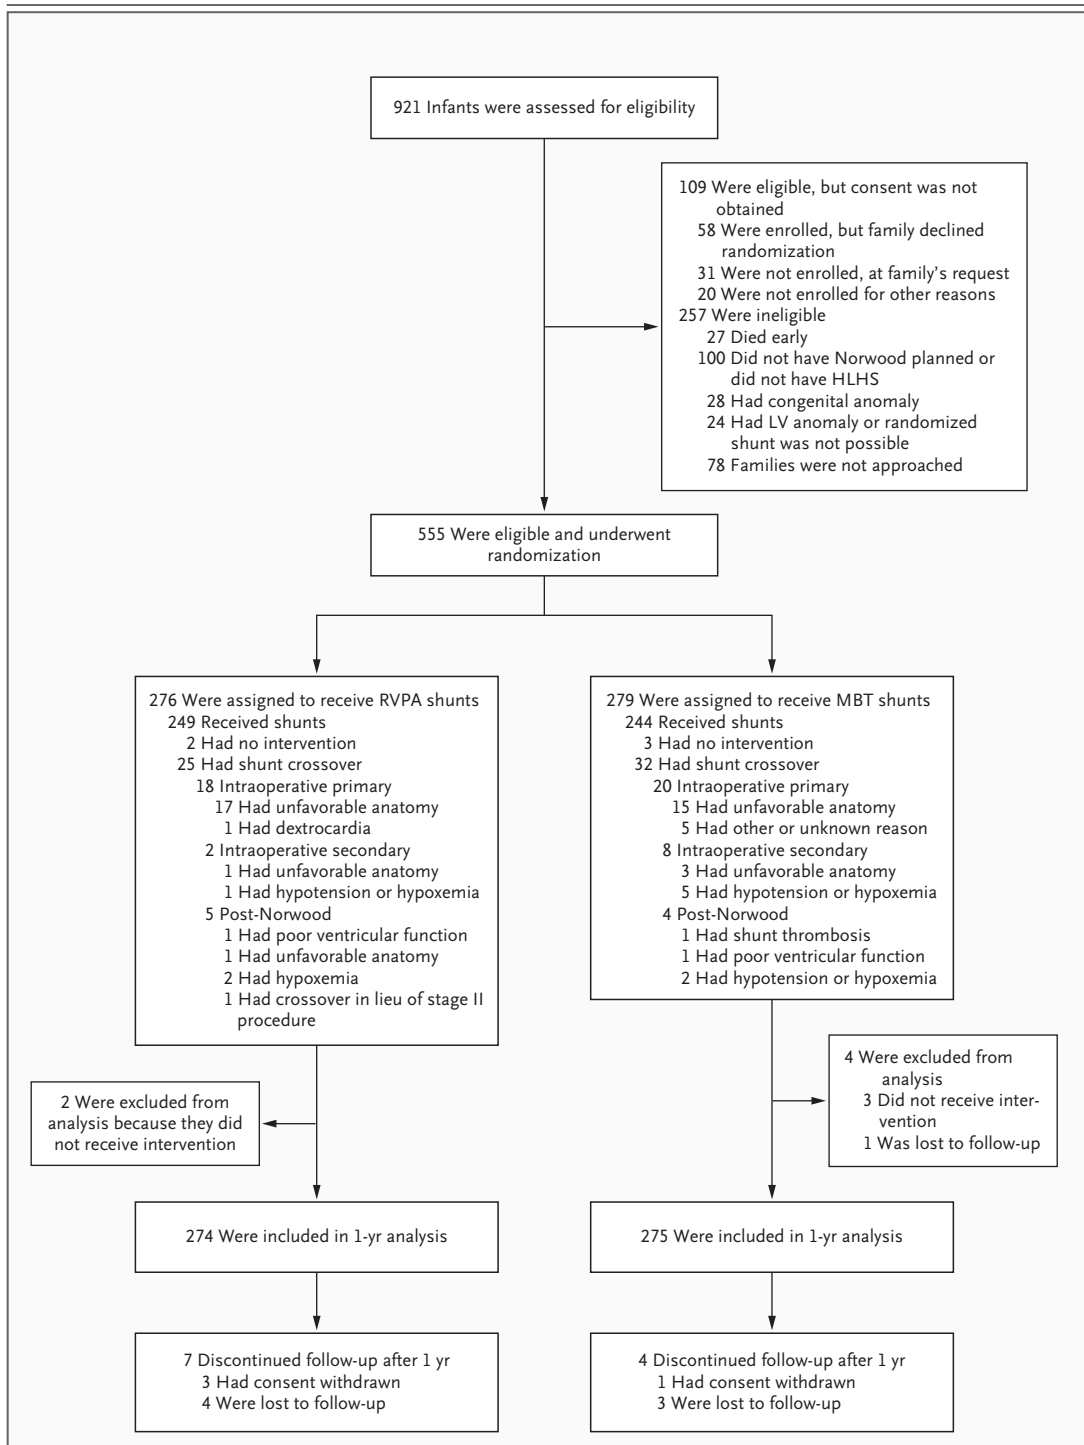 921 Infants were assessed for eligibility
109 Were eligible, but consent was not
obtained
58 Were enrolled, but family declined
randomization
31 Were not enrolled, at family's request
20 Were not enrolled for other reasons
257 Were ineligible
27 Died early
100 Did not have Norwood planned or
did not have HLHS
28 Had congenital anomaly
24 Had LV anomaly or randomized
shunt was not possible
78 Families were not approached
555 Were eligible and underwent
randomization
276 Were assigned to receive RVPA shunts
249 Received shunts
2 Had no intervention
25 Had shunt crossover
18 Intraoperative primary
17 Had unfavorable anatomy
1 Had dextrocardia
2 Intraoperative secondary
1 Had unfavorable anatomy
1 Had hypotension or hypoxemia
5 Post-Norwood
1 Had poor ventricular function
1 Had unfavorable anatomy
2 Had hypoxemia
1 Had crossover in lieu of stage II
procedure
279 Were assigned to receive MBT shunts
244 Received shunts
3 Had no intervention
32 Had shunt crossover
20 Intraoperative primary
15 Had unfavorable anatomy
5 Had other or unknown reason
8 Intraoperative secondary
3 Had unfavorable anatomy
5 Had hypotension or hypoxemia
4 Post-Norwood
1 Had shunt thrombosis
1 Had poor ventricular function
2 Had hypotension or hypoxemia
2 Were excluded from
analysis because they did
not receive intervention
4 Were excluded from
analysis
3 Did not receive inter-
vention
1 Was lost to follow-up
274 Were included in 1-yr analysis
275 Were included in 1-yr analysis
7 Discontinued follow-up after 1 yr
3 Had consent withdrawn
4 Were lost to follow-up
4 Discontinued follow-up after 1 yr
1 Had consent withdrawn
3 Were lost to follow-up